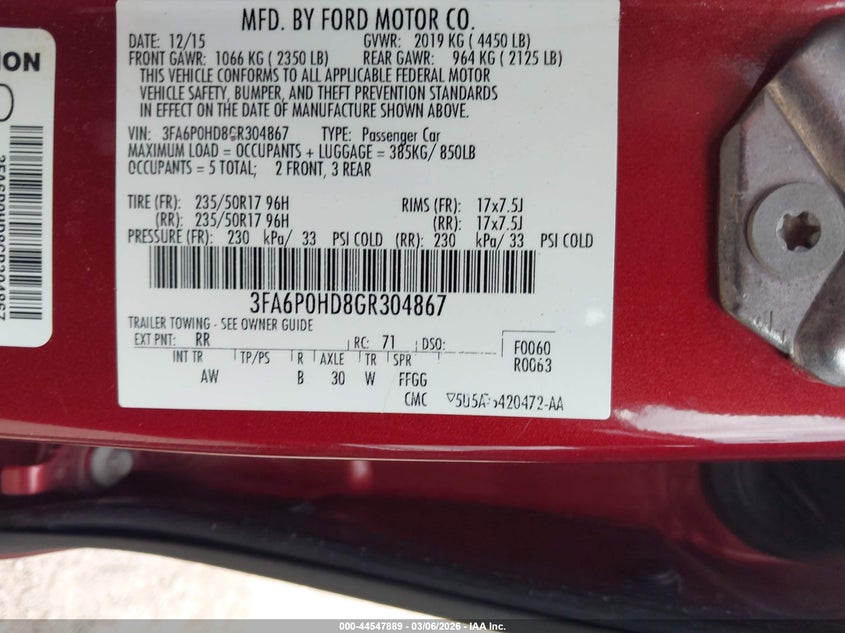 MFD. BY FORD MOTOR CO.
DATE: 12/15 GVWR: 2019 KG ( 4450 LB)
FRONT GAWR: 1066 KG ( 2350 LB) REAR GAWR: 964 KG ( 2125 LB)
THIS VEHICLE CONFORMS TO ALL APPLICABLE FEDERAL MOTOR
VEHICLE SAFETY, BUMPER, AND THEFT PREVENTION STANDARDS
IN EFFECT ON THE DATE OF MANUFACTURE SHOWN ABOVE.
VIN: 3FA6P0HD8GR304867 TYPE: Passenger Car
MAXIMUM LOAD = OCCUPANTS + LUGGAGE = 385KG/ 850LB
OCCUPANTS = 5 TOTAL; 2 FRONT, 3 REAR
TIRE (FR): 235/50R17 96H RIMS (FR): 17x7.5J
(RR): 235/50R17 96H (RR): 17x7.5J
PRESSURE (FR): 230 kPa/ 33 PSI COLD (RR): 230 kPa/ 33 PSI COLD
3FA6P0HD8GR304867
TRAILER TOWING - SEE OWNER GUIDE
EXT PNT: RR RC: 71 DSO: F0060
INT TR TP/PS R AXLE TR SPR R0063
AW B 30 W FFGG
CMC
ION
3FA6P0HD8GR304867
000-44547889 - 03/06/2026 - IAA, Inc.